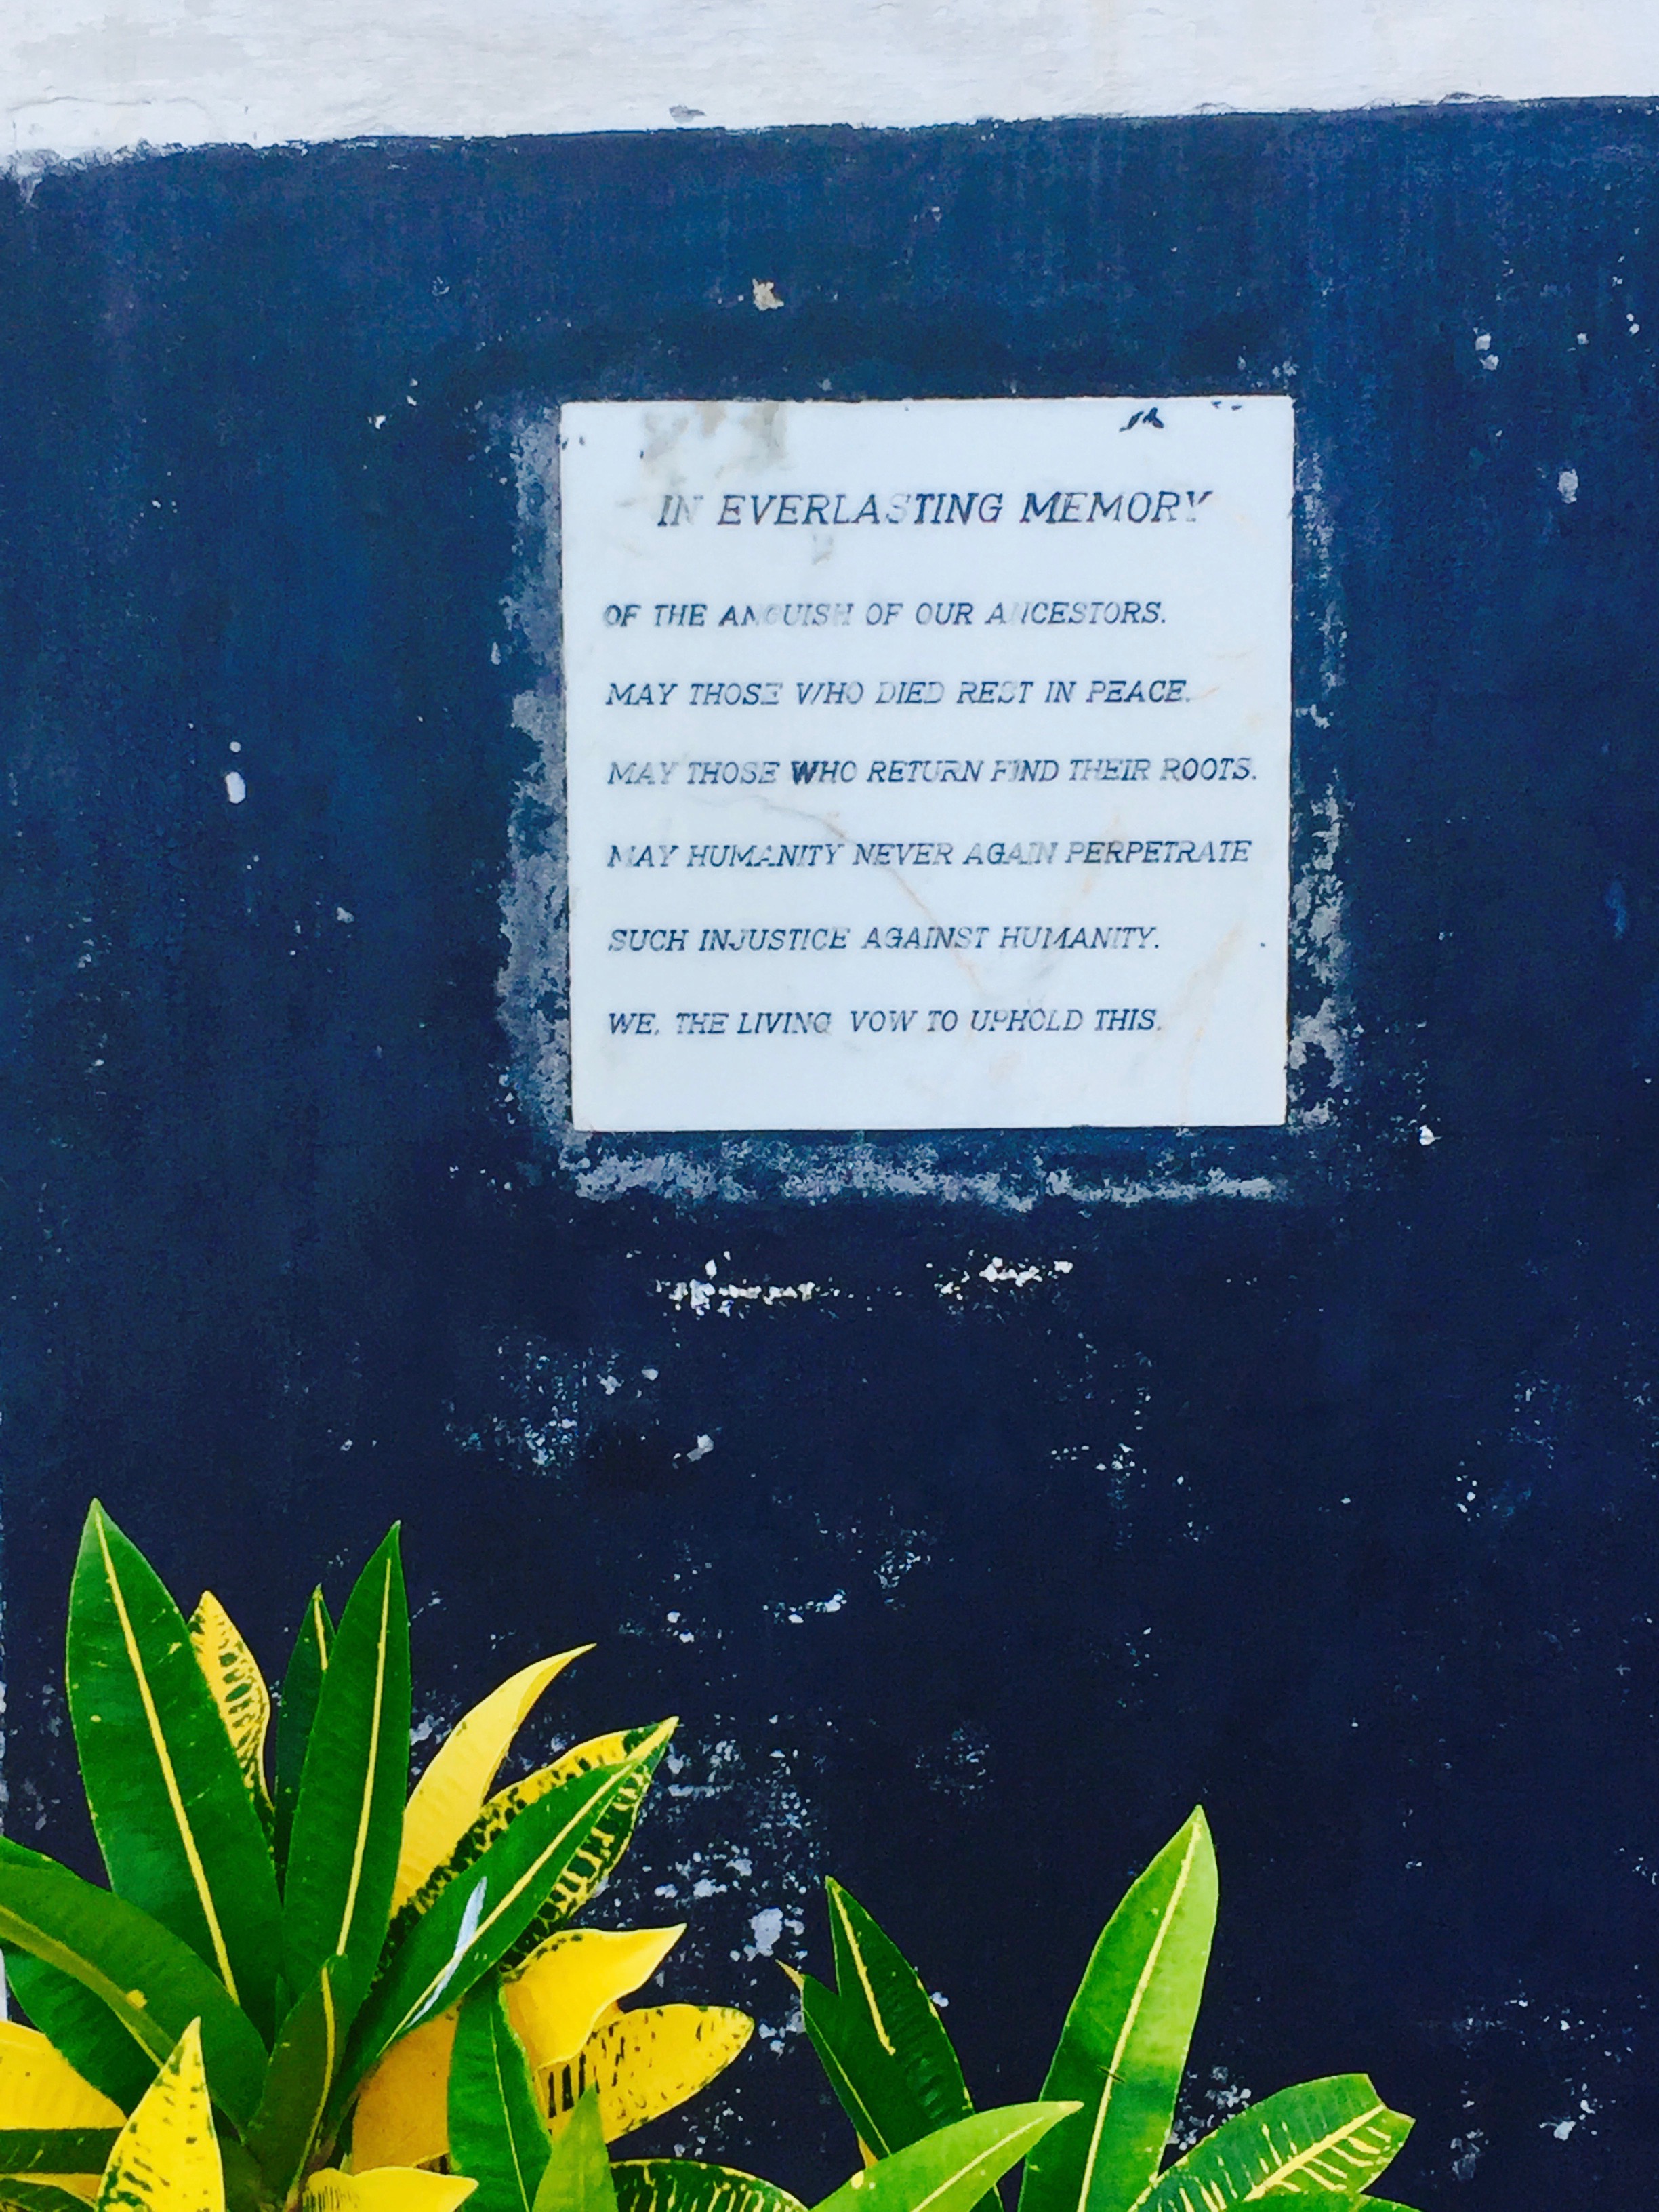 IN EVERLASTING MEMORY
OF THE ANGUISH OF OUR ANCESTORS.
MAY THOSE WHO DIED REST IN PEACE.
MAY THOSE WHO RETURN FIND THEIR ROOTS.
MAY HUMANITY NEVER AGAIN PERPETRATE
SUCH INJUSTICE AGAINST HUMANITY.
WE, THE LIVING VOW TO UPHOLD THIS.